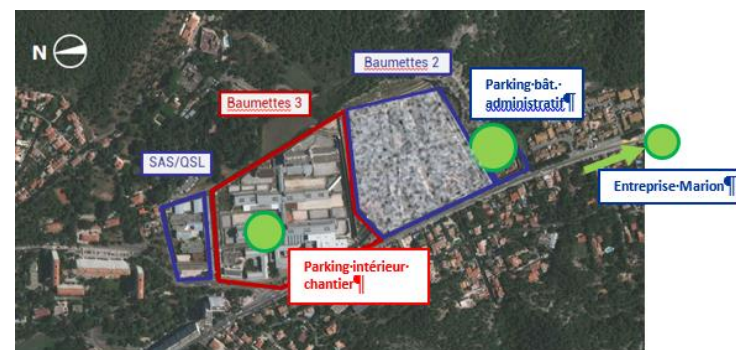 N
Baumettes 2
Parking·bât.·
administratif¶
Baumettes 3
SAS/QSL
Entreprise·Marion¶
Parking·intérieur·
chantier¶